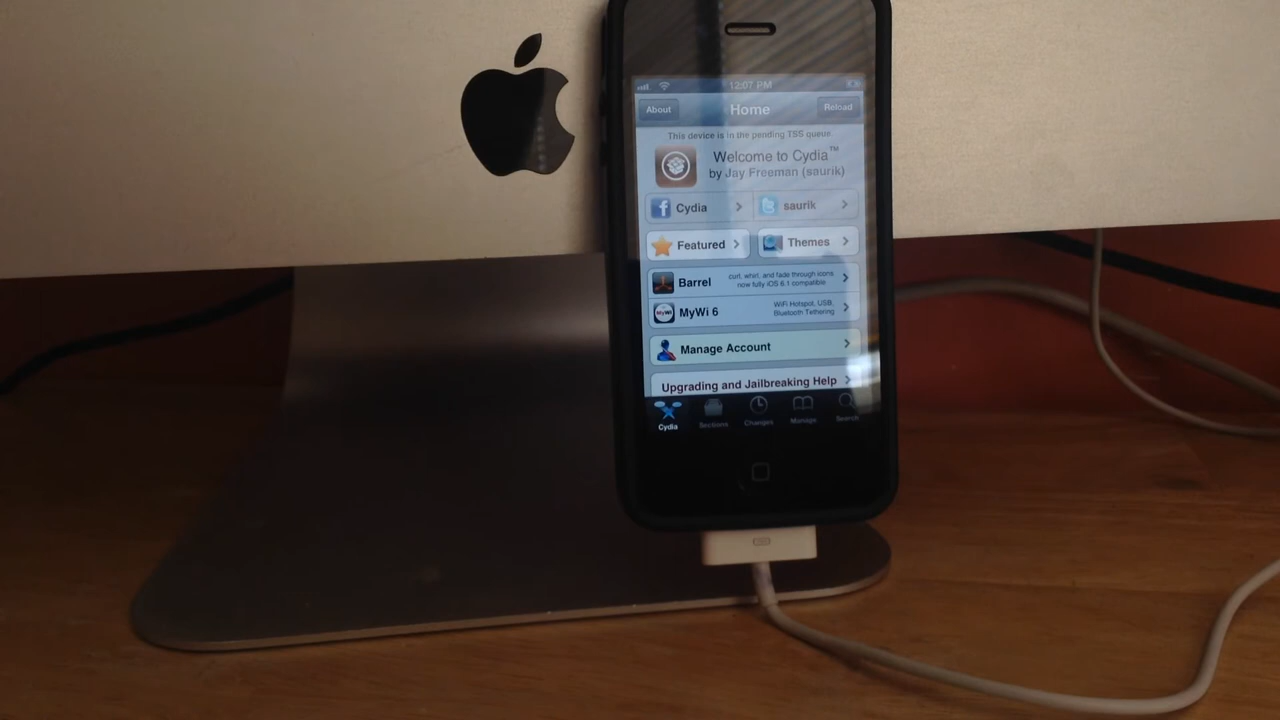 12:07 PM
About
Home
Reload
This device is in the pending TSS queue.
Welcome to Cydia™
by Jay Freeman (saurik)
Cydia
saurik
Featured
Themes
Barrel
curl, whirl, and fade through icons
now fully iOS 6.1 compatible
MyWi
MyWi 6
WiFi Hotspot, USB,
Bluetooth Tethering
Manage Account
Upgrading and Jailbreaking Help
Cydia
Sections
Changes
Manage
Search